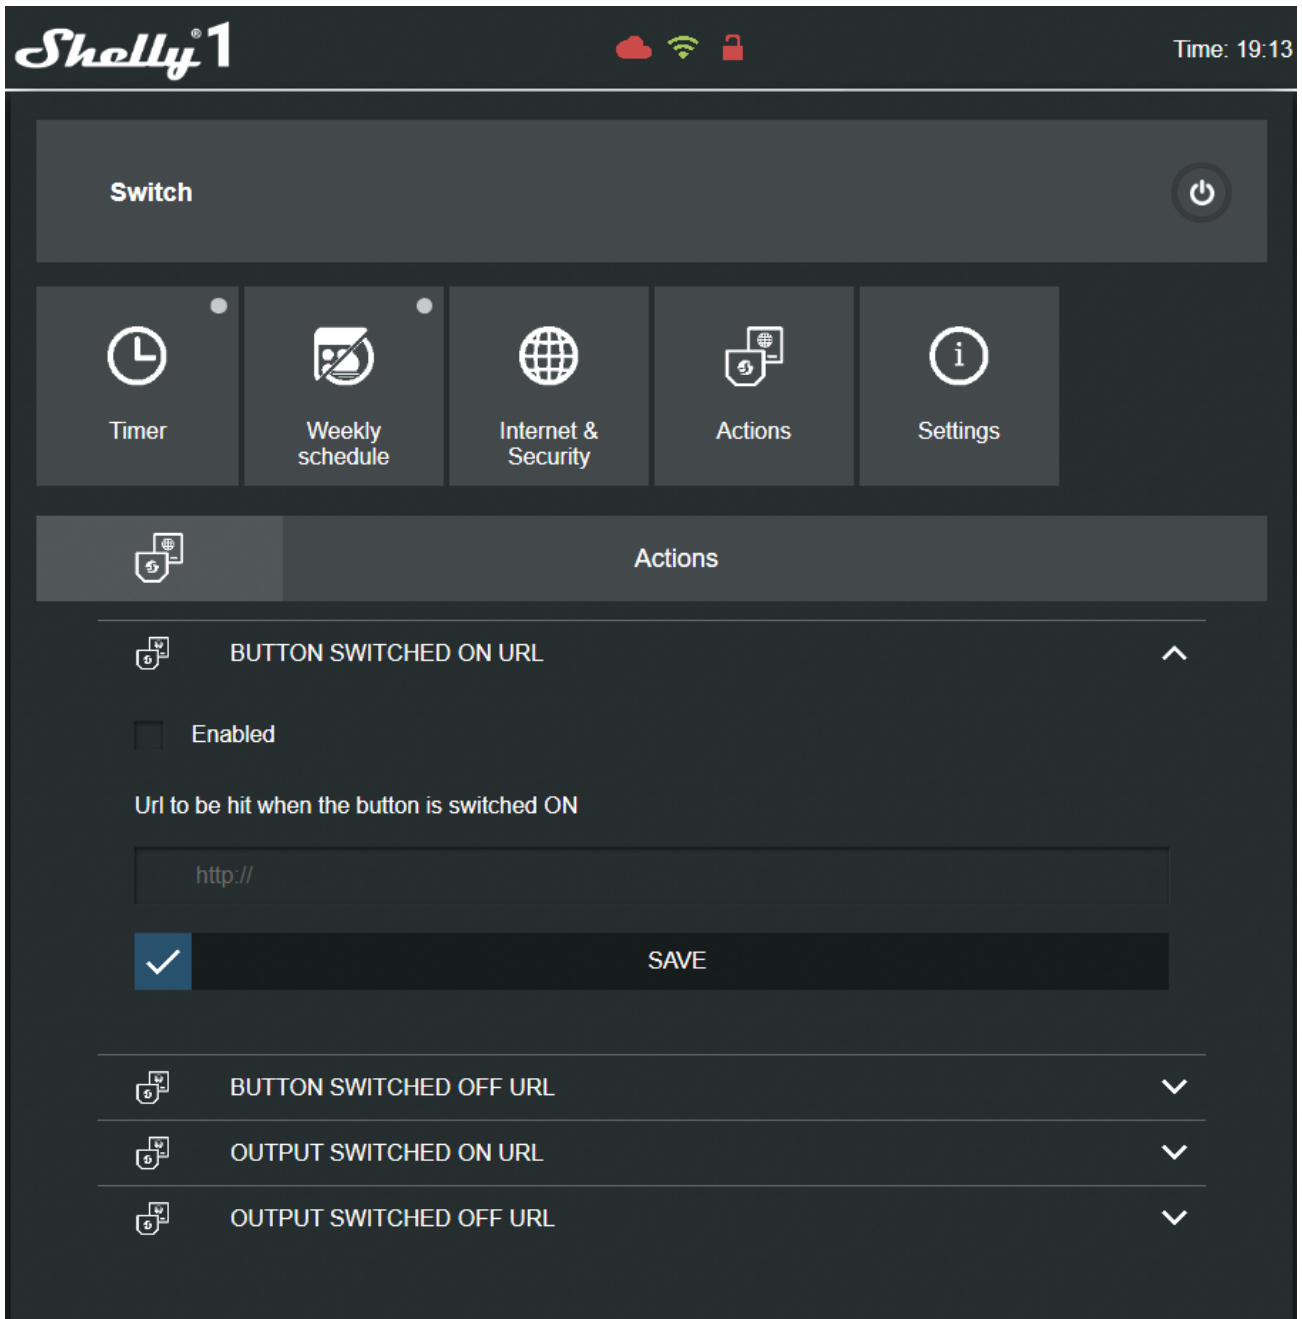 Shelly®1
Time: 19:13
Switch
Timer
Weekly
schedule
Internet &
Security
Actions
Settings
Actions
BUTTON SWITCHED ON URL
Enabled
Url to be hit when the button is switched ON
http://
SAVE
BUTTON SWITCHED OFF URL
OUTPUT SWITCHED ON URL
OUTPUT SWITCHED OFF URL